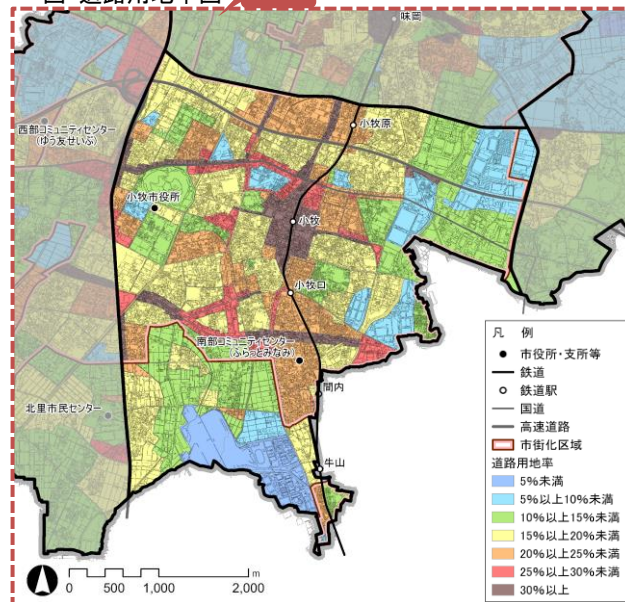 図 道路用地率図
味岡
小牧原
西部コミュニティセンター
(ゆう友せいぶ)
小牧市役所
小牧
小牧口
南部コミュニティセンター
(ふらっとみなみ)
間内
北里市民センター
牛山
凡 例
市役所・支所等
鉄道
鉄道駅
国道
高速道路
市街化区域
道路用地率
5%未満
5%以上10%未満
10%以上15%未満
15%以上20%未満
20%以上25%未満
25%以上30%未満
30%以上
m
0 500 1,000 2,000